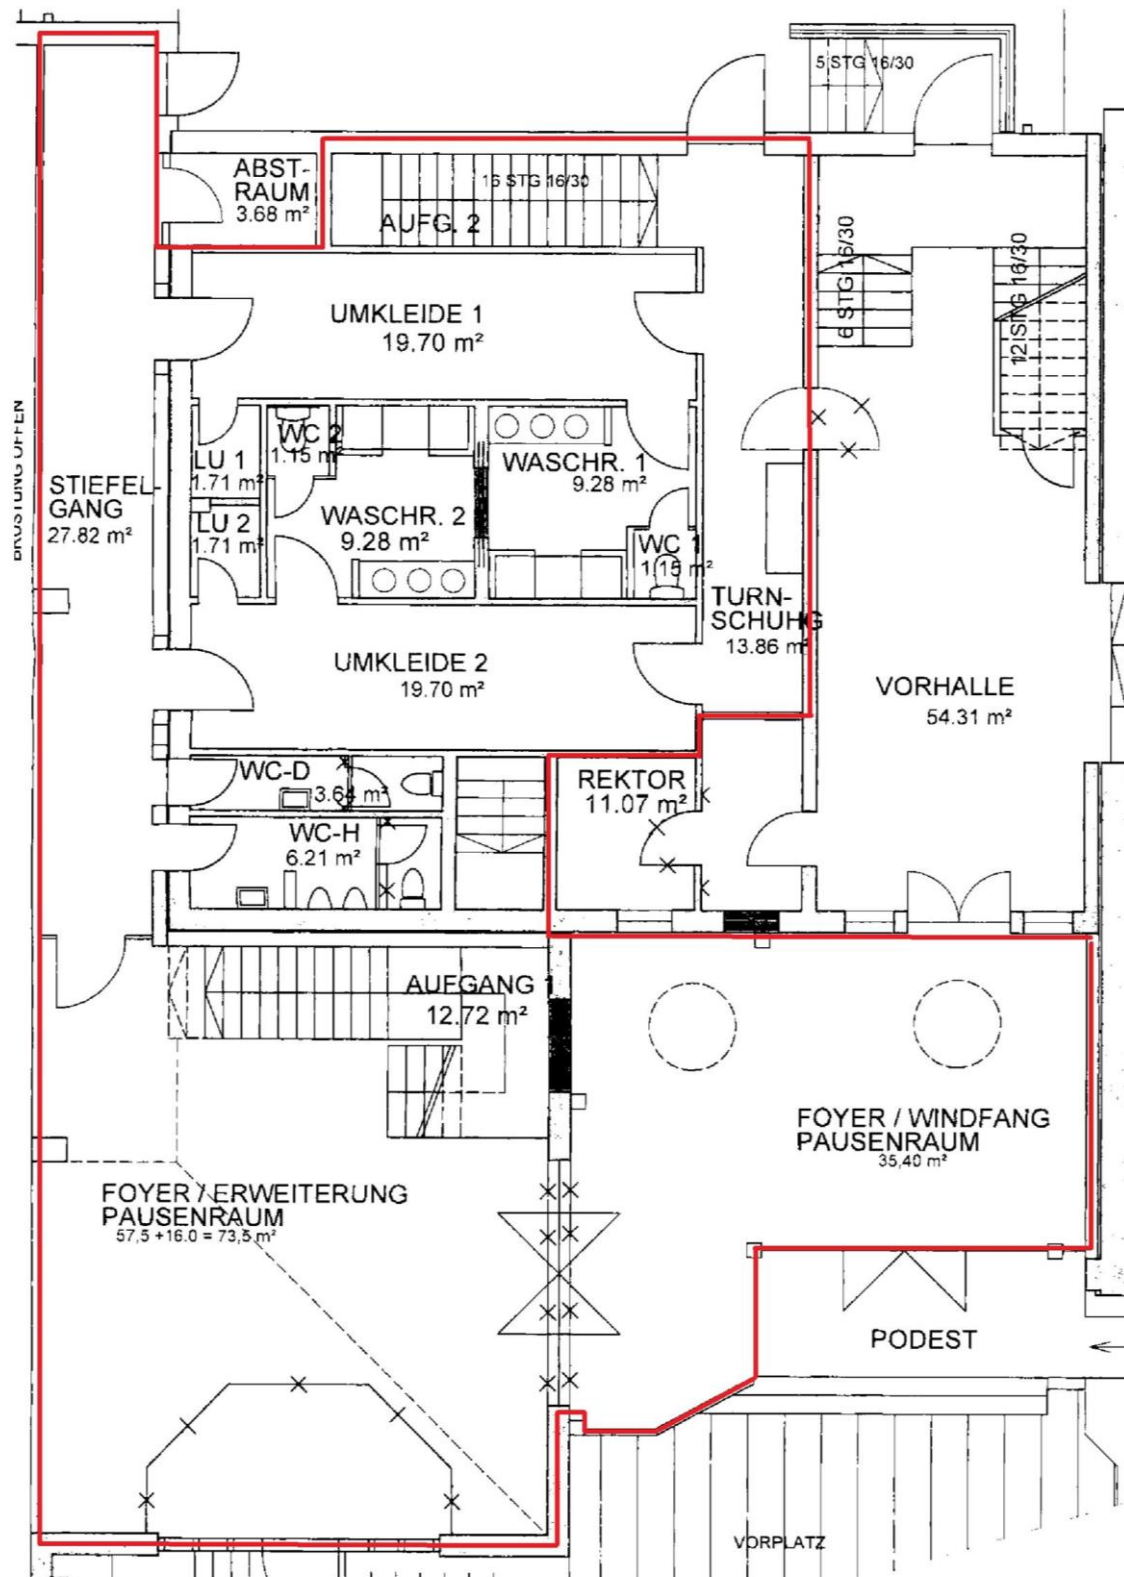 5 STG 16/30
ABST-
RAUM
3.68 m²
16 STG 16/30
AUFG. 2
6 STG 16/30
12 STG 16/30
UMKLEIDE 1
19.70 m²
BRÜSTUNG OFFEN
STIEFEL-
GANG
27.82 m²
LU 1
1.71 m²
WC 2
1.15 m²
WASCHR. 1
9.28 m²
LU 2
1.71 m²
WASCHR. 2
9.28 m²
WC 1
1.15 m²
TURN-
SCHUHG
13.86 m²
UMKLEIDE 2
19.70 m²
VORHALLE
54.31 m²
WC-D
3.64 m²
REKTOR
11.07 m²
WC-H
6.21 m²
AUFGANG 1
12.72 m²
FOYER / WINDFANG
PAUSENRAUM
35,40 m²
FOYER / ERWEITERUNG
PAUSENRAUM
57,5 +16.0 = 73,5 m²
PODEST
VORPLATZ